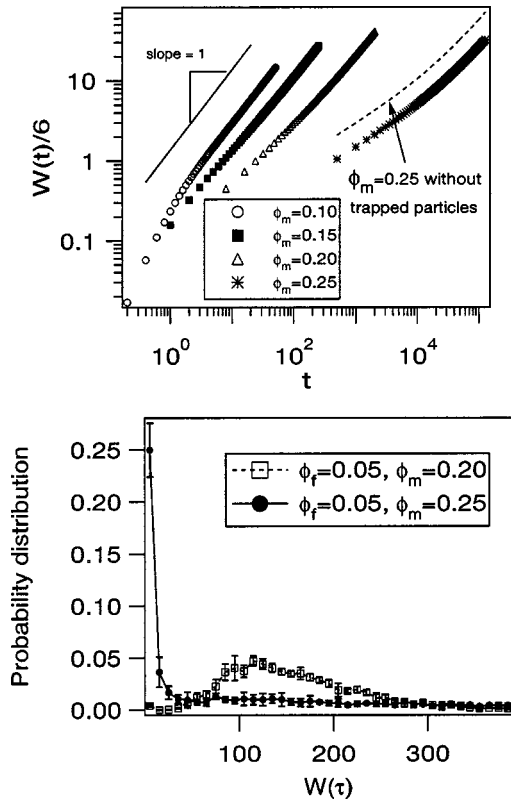 W(t)/6
10
1
0.1
slope = 1
ϕm=0.25 without
trapped particles
ϕm=0.10
ϕm=0.15
ϕm=0.20
ϕm=0.25
10^0
10^2
10^4
t
Probability distribution
0.25
0.20
0.15
0.10
0.05
0.00
ϕf=0.05, ϕm=0.20
ϕf=0.05, ϕm=0.25
100
200
300
W(τ)